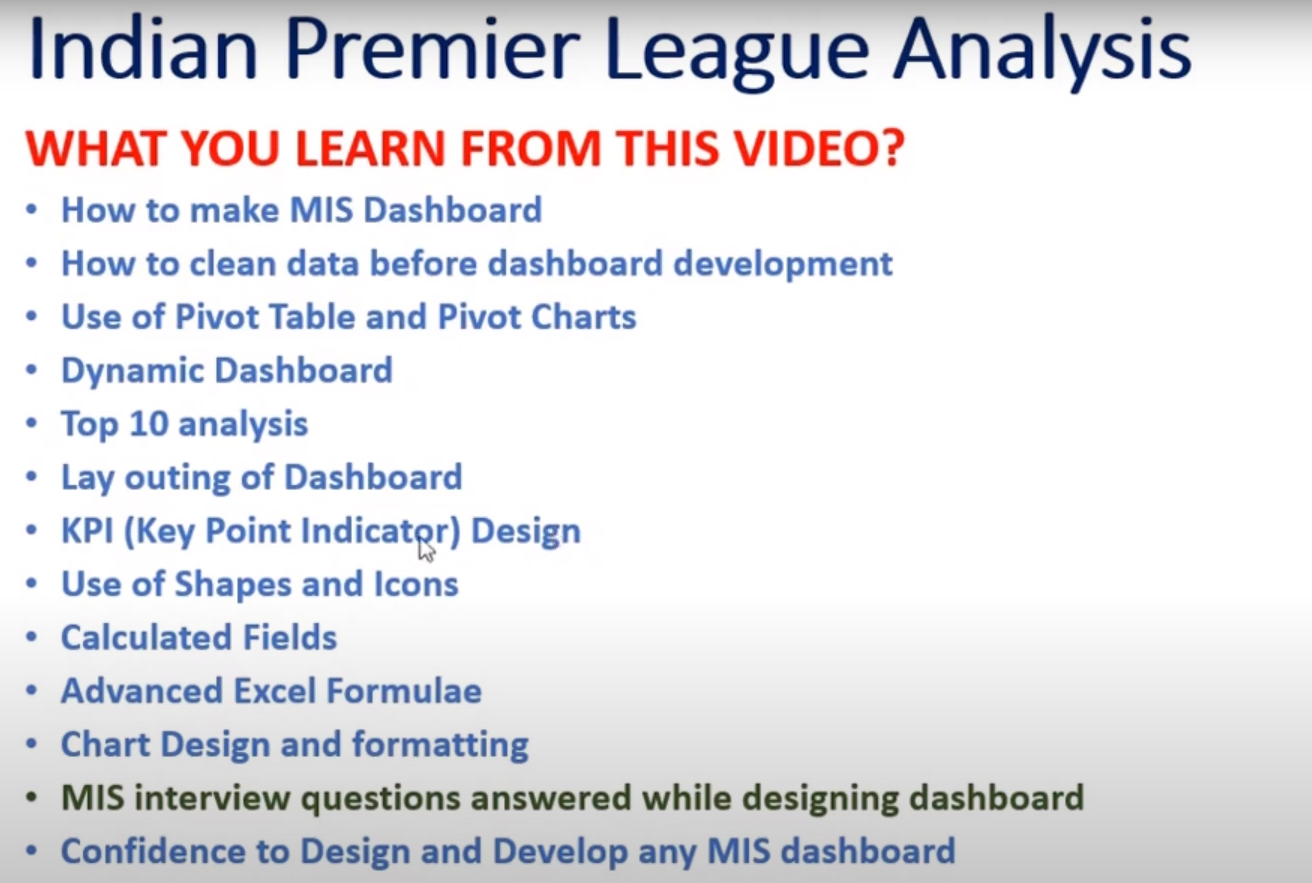 Indian Premier League Analysis
WHAT YOU LEARN FROM THIS VIDEO?
• How to make MIS Dashboard
• How to clean data before dashboard development
• Use of Pivot Table and Pivot Charts
• Dynamic Dashboard
• Top 10 analysis
• Lay outing of Dashboard
• KPI (Key Point Indicator) Design
• Use of Shapes and Icons
• Calculated Fields
• Advanced Excel Formulae
• Chart Design and formatting
• MIS interview questions answered while designing dashboard
• Confidence to Design and Develop any MIS dashboard